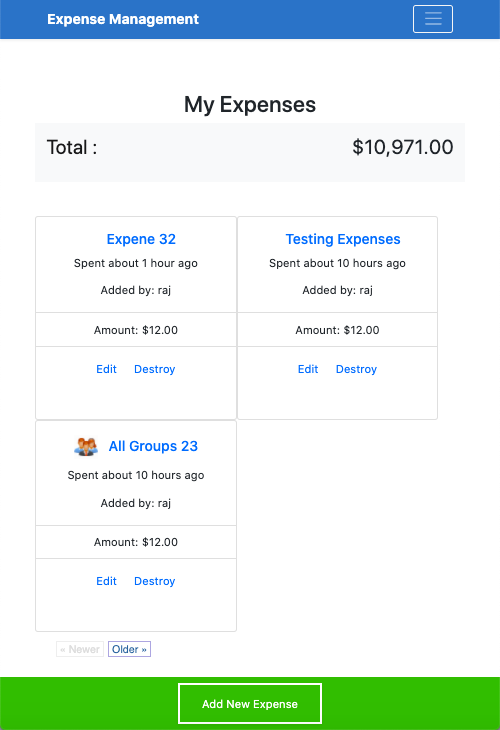 Expense Management
My Expenses
Total : $10,971.00
Expene 32
Spent about 1 hour ago
Added by: raj
Amount: $12.00
Edit Destroy
Testing Expenses
Spent about 10 hours ago
Added by: raj
Amount: $12.00
Edit Destroy
All Groups 23
Spent about 10 hours ago
Added by: raj
Amount: $12.00
Edit Destroy
« Newer Older »
Add New Expense